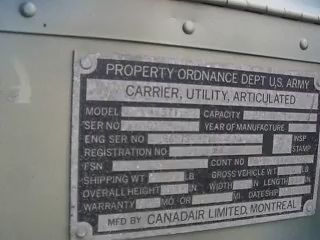 PROPERTY ORDNANCE DEPT U.S. ARMY
CARRIER, UTILITY, ARTICULATED
MODEL CAPACITY
SER NO YEAR OF MANUFACTURE
ENG SER NO INSP
REGISTRATION NO STAMP
FSN CONT NO
SHIPPING WT LB GROSS VEHICLE WT LB
OVERALL HEIGHT IN WIDTH IN LENGTH IN
WARRANTY MO. OR MI DATE SHIP
MFD BY CANADAIR LIMITED, MONTREAL